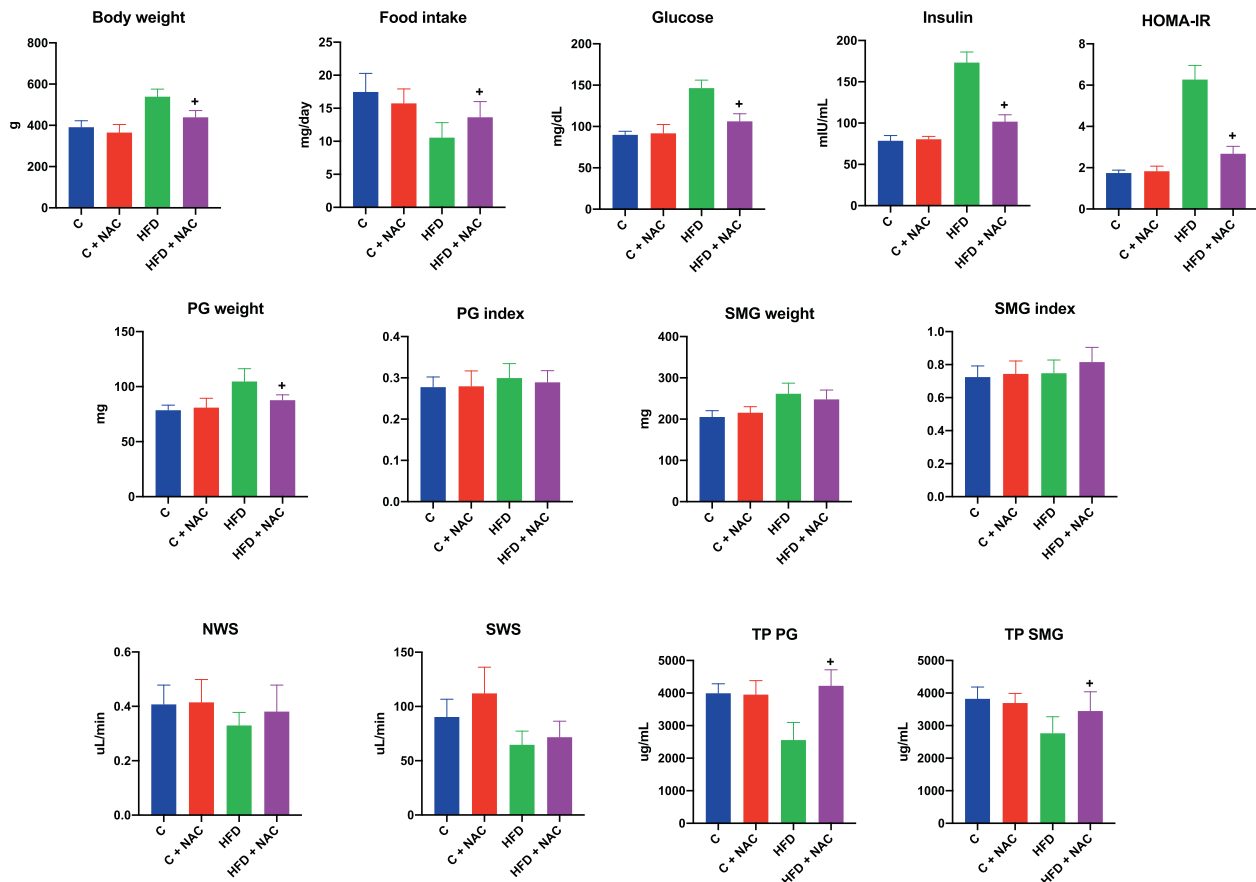 Body weight
Food intake
Glucose
Insulin
HOMA-IR
800
600
400
200
0
g
C
C + NAC
HFD
HFD + NAC
+
25
20
15
10
5
0
mg/day
C
C + NAC
HFD
HFD + NAC
+
200
150
100
50
0
mg/dL
C
C + NAC
HFD
HFD + NAC
+
200
150
100
50
0
mIU/mL
C
C + NAC
HFD
HFD + NAC
+
8
6
4
2
0
C
C + NAC
HFD
HFD + NAC
+
PG weight
PG index
SMG weight
SMG index
150
100
50
0
mg
C
C + NAC
HFD
HFD + NAC
+
0.4
0.3
0.2
0.1
0.0
C
C + NAC
HFD
HFD + NAC
400
300
200
100
0
mg
C
C + NAC
HFD
HFD + NAC
1.0
0.8
0.6
0.4
0.2
0.0
C
C + NAC
HFD
HFD + NAC
NWS
SWS
TP PG
TP SMG
0.6
0.4
0.2
0.0
uL/min
C
C + NAC
HFD
HFD + NAC
150
100
50
0
uL/min
C
C + NAC
HFD
HFD + NAC
5000
4000
3000
2000
1000
0
ug/mL
C
C + NAC
HFD
HFD + NAC
+
5000
4000
3000
2000
1000
0
ug/mL
C
C + NAC
HFD
HFD + NAC
+